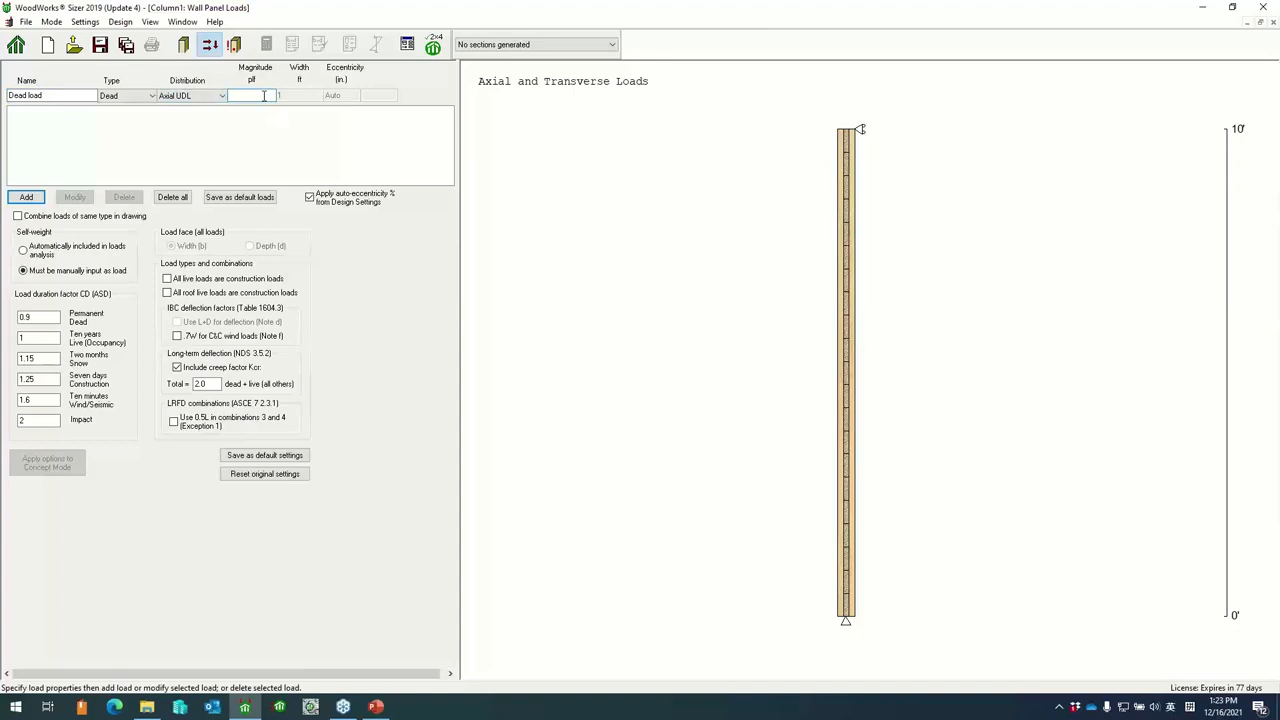 WoodWorks® Sizer 2019 (Update 4) - [Column1: Wall Panel Loads]
File Mode Settings Design View Window Help
2×4
No sections generated
Name Type Distribution Magnitude plf Width ft Eccentricity (in.)
Dead load Dead Axial UDL 1 Auto
Add Modify Delete Delete all Save as default loads
Apply auto-eccentricity %
from Design Settings
Combine loads of same type in drawing
Self-weight
Automatically included in loads
analysis
Must be manually input as load
Load duration factor CD (ASD)
0.9 Permanent
Dead
1 Ten years
Live (Occupancy)
1.15 Two months
Snow
1.25 Seven days
Construction
1.6 Ten minutes
Wind/Seismic
2 Impact
Apply options to
Concept Mode
Load face (all loads)
Width (b) Depth (d)
Load types and combinations
All live loads are construction loads
All roof live loads are construction loads
IBC deflection factors (Table 1604.3)
Use L+D for deflection (Note d)
.7W for C&C wind loads (Note f)
Long-term deflection (NDS 3.5.2)
Include creep factor Kcr:
Total = 2.0 dead + live (all others)
LRFD combinations (ASCE 7 2.3.1)
Use 0.5L in combinations 3 and 4
(Exception 1)
Save as default settings
Reset original settings
Axial and Transverse Loads
10'
0'
Specify load properties then add load or modify selected load; or delete selected load.
License: Expires in 77 days
1:23 PM
12/16/2021
12